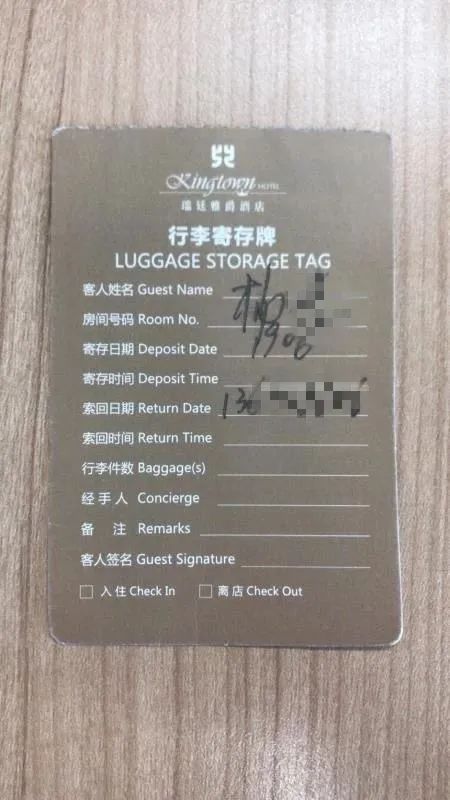 Kingtown HOTEL
瑞廷雅爵酒店
行李寄存牌
LUGGAGE STORAGE TAG
客人姓名 Guest Name
房间号码 Room No. 1906
寄存日期 Deposit Date
寄存时间 Deposit Time
索回日期 Return Date 136
索回时间 Return Time
行李件数 Baggage(s)
经手人 Concierge
备 注 Remarks
客人签名 Guest Signature
入住 Check In 离店 Check Out